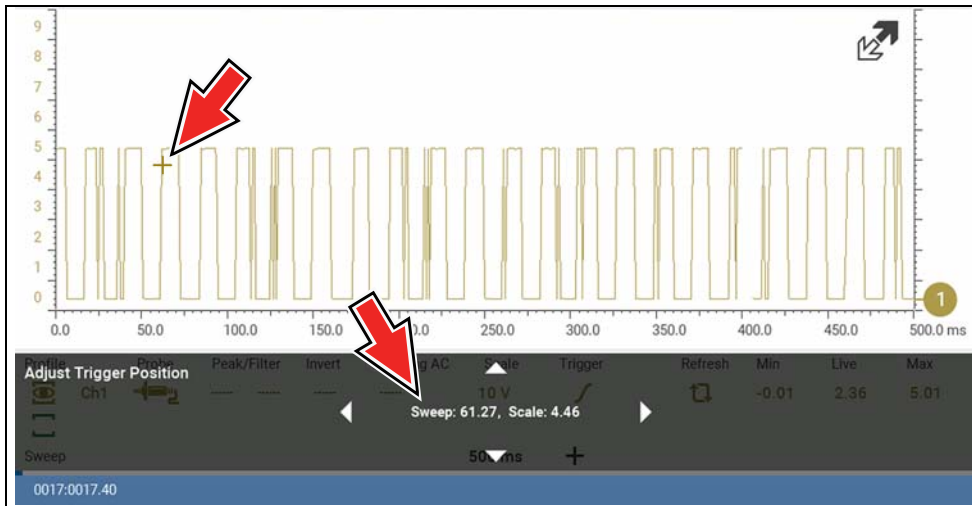 9
8
7
6
5
4
3
2
1
0
1
0.0 50.0 100.0 150.0 250.0 300.0 350.0 400.0 450.0 500.0 ms
Profile Probe Peak/Filter Invert AC Scale Trigger Refresh Min Live Max
Adjust Trigger Position
Ch1 ---- ---- ---- 10 V -0.01 2.36 5.01
Sweep: 61.27, Scale: 4.46
Sweep 500 ms +
0017:0017.40